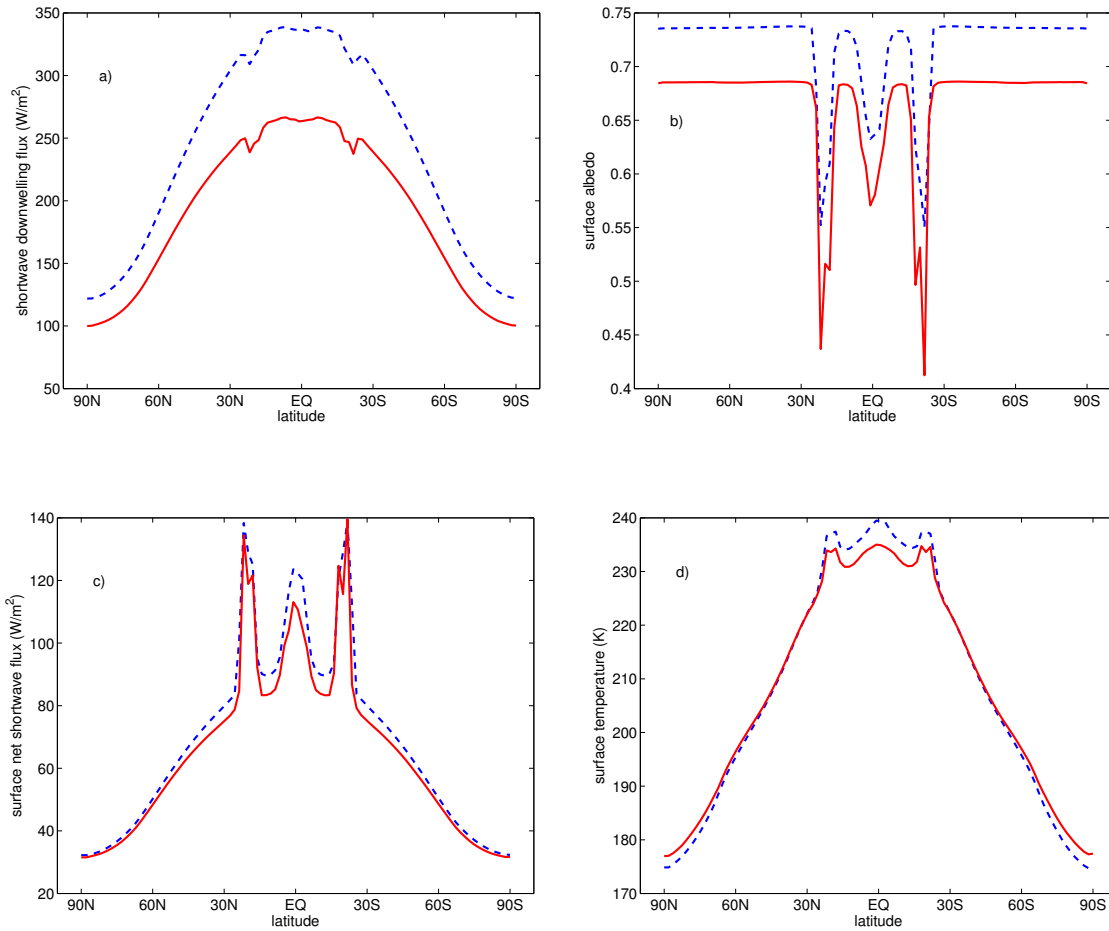 350
300
250
200
150
100
50
shortwave downwelling flux (W/m²)
a)
90N 60N 30N EQ 30S 60S 90S
latitude
0.75
0.7
0.65
0.6
0.55
0.5
0.45
0.4
surface albedo
b)
90N 60N 30N EQ 30S 60S 90S
latitude
140
120
100
80
60
40
20
surface net shortwave flux (W/m²)
c)
90N 60N 30N EQ 30S 60S 90S
latitude
240
230
220
210
200
190
180
170
surface temperature (K)
d)
90N 60N 30N EQ 30S 60S 90S
latitude